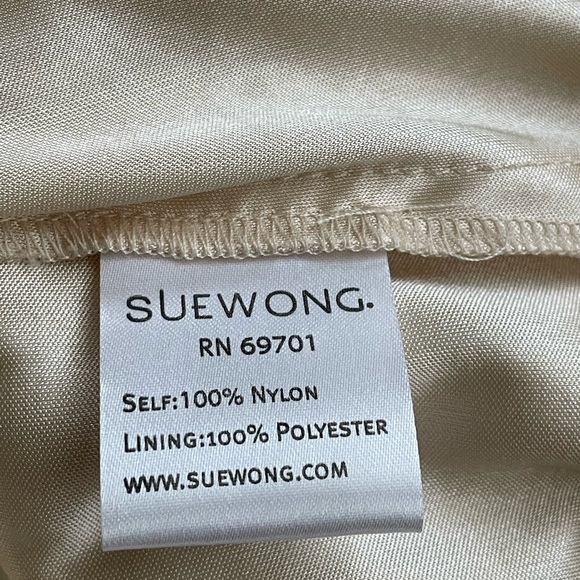 SUEWONG.
RN 69701
SELF:100% NYLON
LINING:100% POLYESTER
WWW.SUEWONG.COM